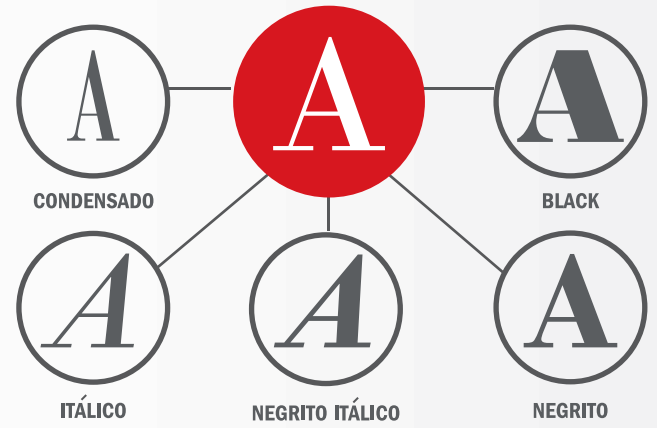 A A A
CONDENSADO BLACK
A A A
ITÁLICO NEGRITO ITÁLICO NEGRITO